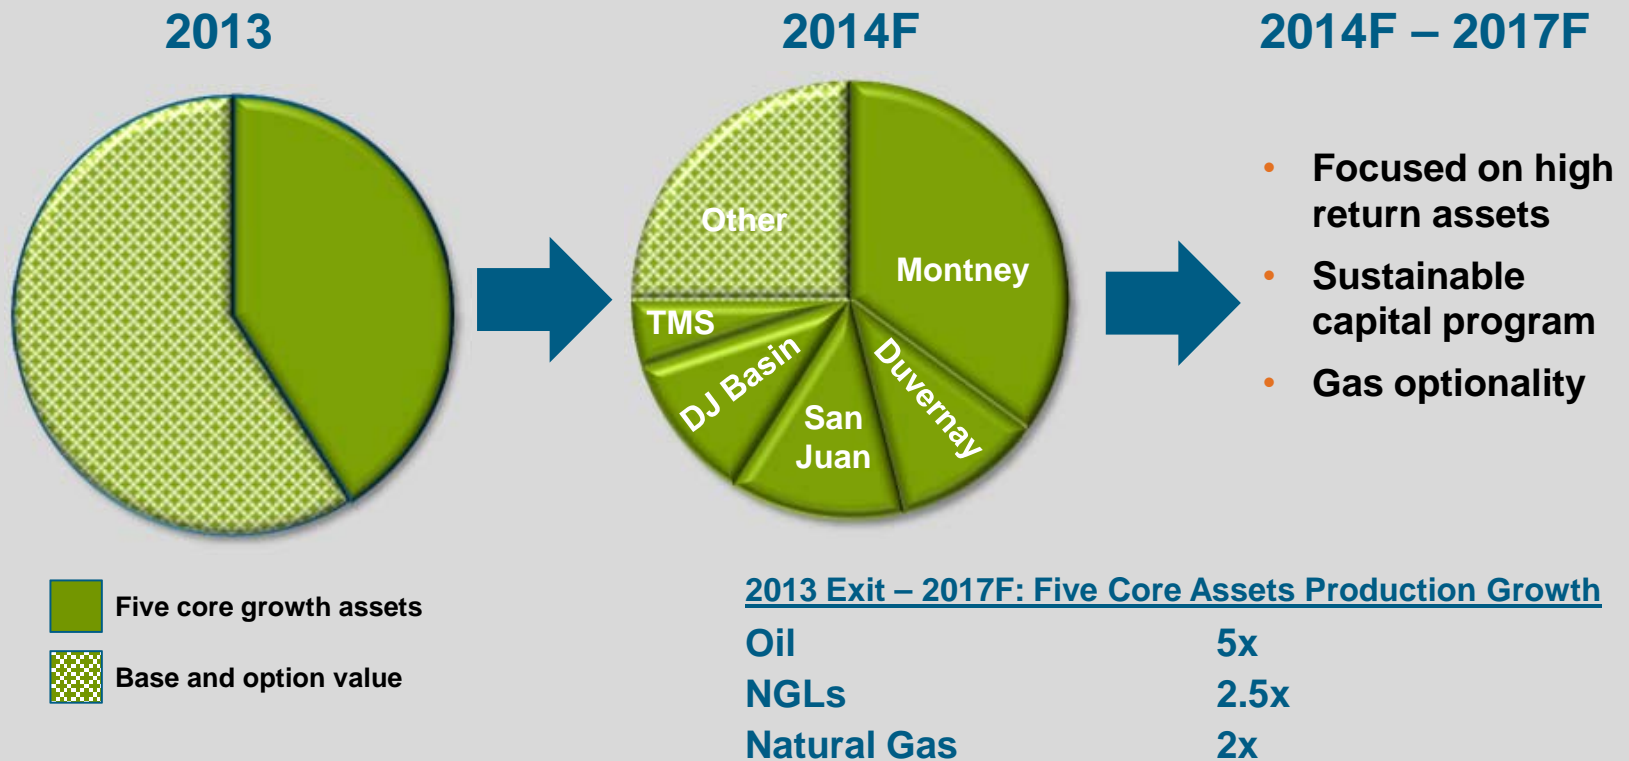 2013
2014F
2014F – 2017F
Other
Montney
TMS
DJ Basin
San
Juan
Duvernay
• Focused on high
return assets
• Sustainable
capital program
• Gas optionality
Five core growth assets
Base and option value
2013 Exit – 2017F: Five Core Assets Production Growth
Oil 5x
NGLs 2.5x
Natural Gas 2x